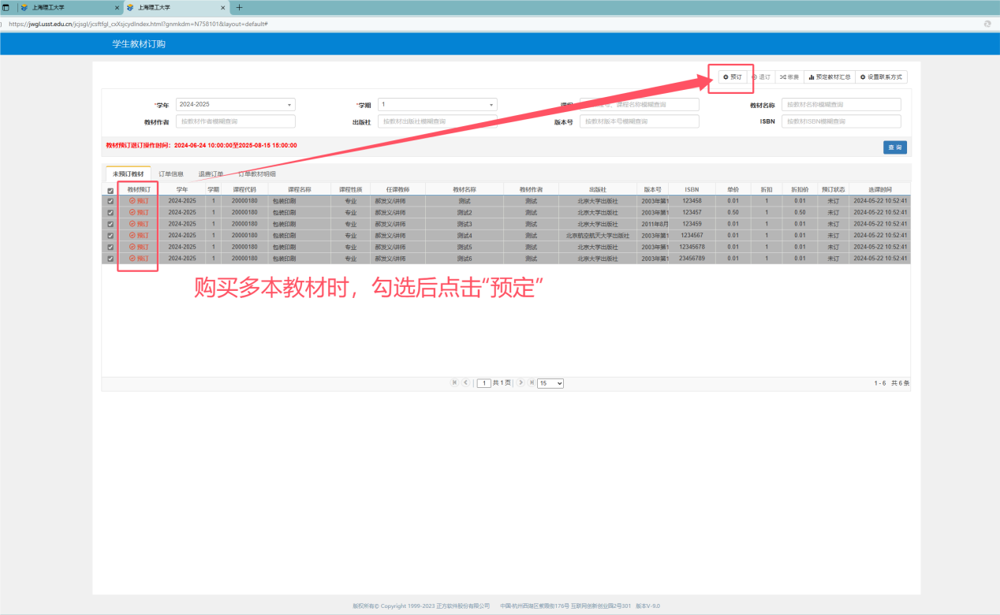 上海理工大学 上海理工大学
https://jwgl.usst.edu.cn/jcjsgl/jcsftfgl_cxXsjcydIndex.html?gnmkdm=N758101&layout=default#
学生教材订购
预订 退订 缴费 预定教材汇总 设置联系方式
*学年 2024-2025 *学期 1 课程名称模糊查询 教材名称 按教材名称模糊查询
教材作者 按教材作者模糊查询 出版社 按教材出版社模糊查询 版本号 按教材版本号模糊查询 ISBN 按教材ISBN模糊查询
教材预订退订操作时间：2024-06-24 10:00:00至2025-08-15 15:00:00
查 询
未预订教材 订单信息 退费订单 订单教材明细
教材预订 学年 学期 课程代码 课程名称 课程性质 任课教师 教材名称 教材作者 出版社 版本号 ISBN 单价 折扣 折扣价 预订状态 选课时间
预订 2024-2025 1 20000180 包装印刷 专业 郝发义/讲师 测试 测试 北京大学出版社 2003年第1 123458 0.01 1 0.01 未订 2024-05-22 10:52:41
预订 2024-2025 1 20000180 包装印刷 专业 郝发义/讲师 测试2 测试 北京大学出版社 2003年第1 123457 0.50 1 0.50 未订 2024-05-22 10:52:41
预订 2024-2025 1 20000180 包装印刷 专业 郝发义/讲师 测试3 测试 北京大学出版社 2011年8月 123459 0.01 1 0.01 未订 2024-05-22 10:52:41
预订 2024-2025 1 20000180 包装印刷 专业 郝发义/讲师 测试4 测试 北京航空航天大学出版社 2003年第1 1234567 0.01 1 0.01 未订 2024-05-22 10:52:41
预订 2024-2025 1 20000180 包装印刷 专业 郝发义/讲师 测试5 测试 北京大学出版社 2003年第1 12345678 0.01 1 0.01 未订 2024-05-22 10:52:41
预订 2024-2025 1 20000180 包装印刷 专业 郝发义/讲师 测试6 测试 北京大学出版社 2003年第1 23456789 0.01 1 0.01 未订 2024-05-22 10:52:41
购买多本教材时，勾选后点击“预定”
1 共 1 页 15 1 - 6 共 6 条
版权所有© Copyright 1999-2023 正方软件股份有限公司 中国·杭州西湖区紫霞街176号 互联网创新创业园2号301 版本V-9.0